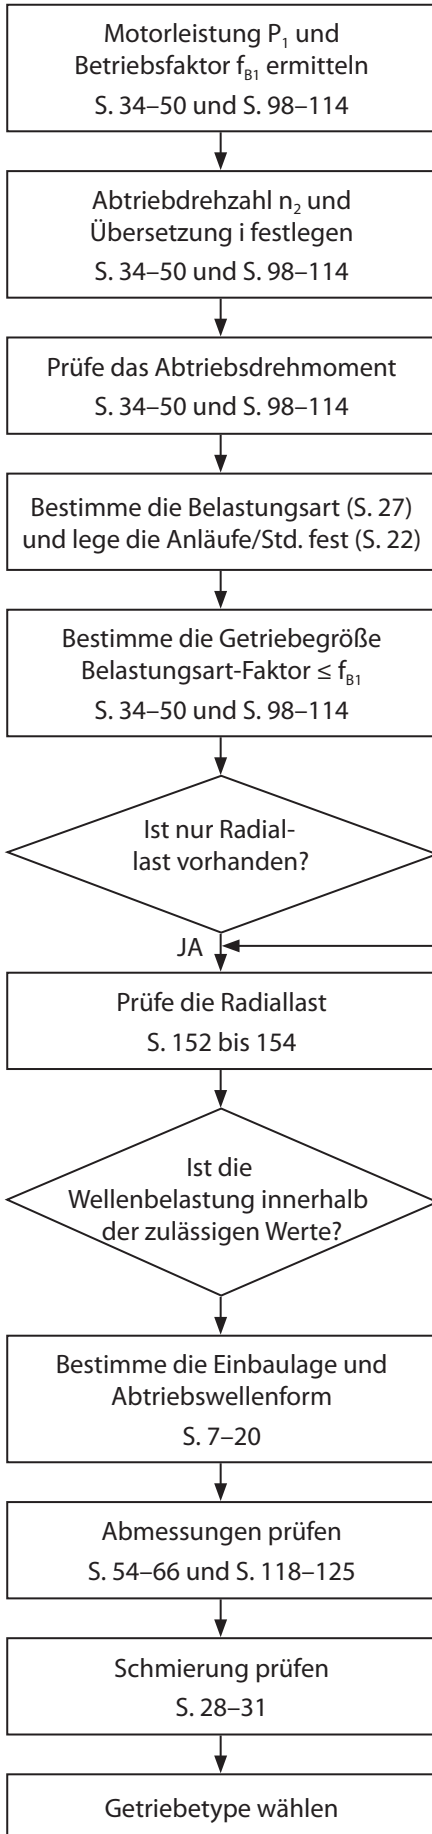 Motorleistung P₁ und
Betriebsfaktor f_B1 ermitteln
S. 34–50 und S. 98–114
Abtriebdrehzahl n₂ und
Übersetzung i festlegen
S. 34–50 und S. 98–114
Prüfe das Abtriebsdrehmoment
S. 34–50 und S. 98–114
Bestimme die Belastungsart (S. 27)
und lege die Anläufe/Std. fest (S. 22)
Bestimme die Getriebegröße
Belastungsart-Faktor ≤ f_B1
S. 34–50 und S. 98–114
Ist nur Radial-
last vorhanden?
JA
Prüfe die Radiallast
S. 152 bis 154
Ist die
Wellenbelastung innerhalb
der zulässigen Werte?
Bestimme die Einbaulage und
Abtriebswellenform
S. 7–20
Abmessungen prüfen
S. 54–66 und S. 118–125
Schmierung prüfen
S. 28–31
Getriebetype wählen